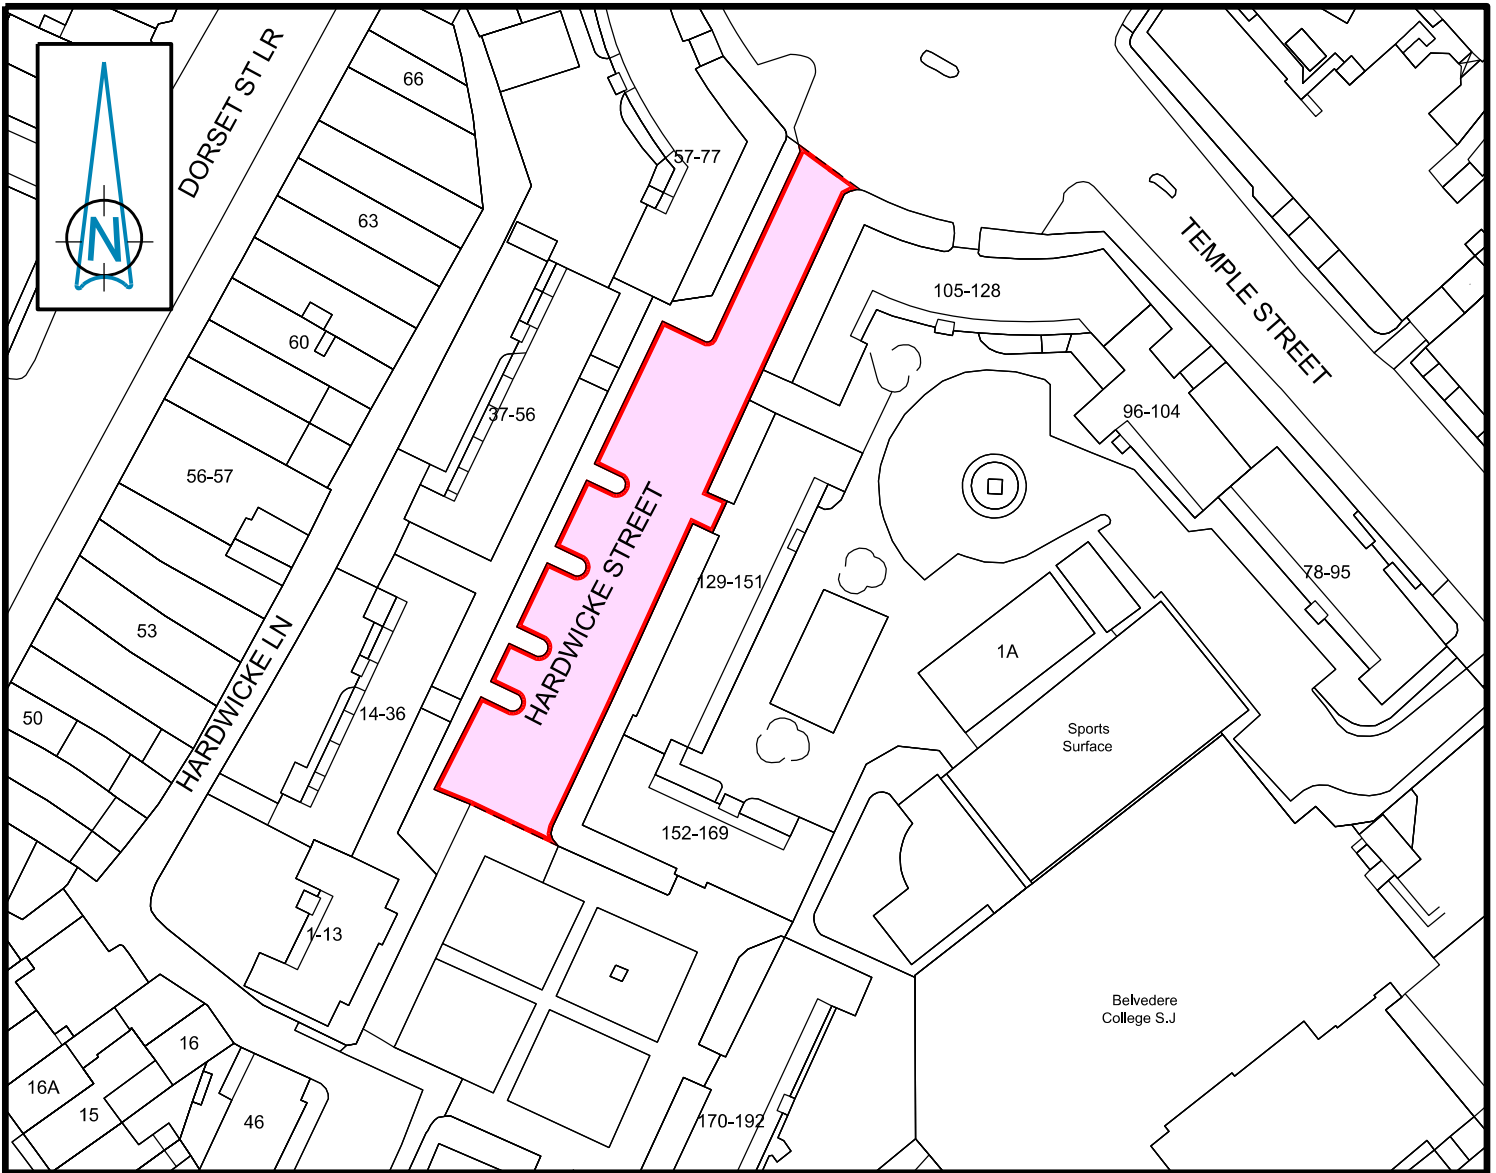 66
DORSET ST LR
57-77
N
63
TEMPLE STREET
105-128
60
37-56
96-104
56-57
HARDWICKE STREET
129-151
78-95
53
1A
HARDWICKE LN
14-36
50
Sports
Surface
152-169
1-13
Belvedere
College S.J
16
16A
15
46
170-192